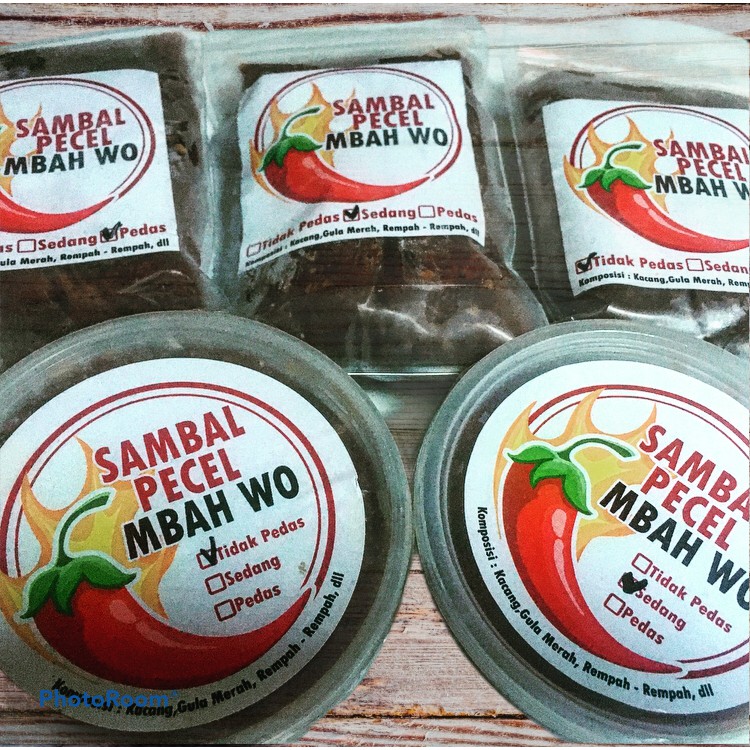 SAMBAL
PECEL
MBAH WO
Sedang Pedas
Gula Merah, Rempah - Rempah, dll
SAMBAL
PECEL
MBAH WO
Tidak Pedas Sedang Pedas
Komposisi : Kacang,Gula Merah, Rempah - Rempah, dll
SAMBAL
PECEL
MBAH
Tidak Pedas Sedang
Komposisi : Kacang,Gula Merah,
SAMBAL
PECEL
MBAH WO
Tidak Pedas
Sedang
Pedas
Kacang,Gula Merah, Rempah - Rempah, dll
SAMBAL
PECEL
MBAH WO
Tidak Pedas
Sedang
Pedas
Komposisi : Kacang,Gula Merah, Rempah - Rempah, dll
PhotoRoom